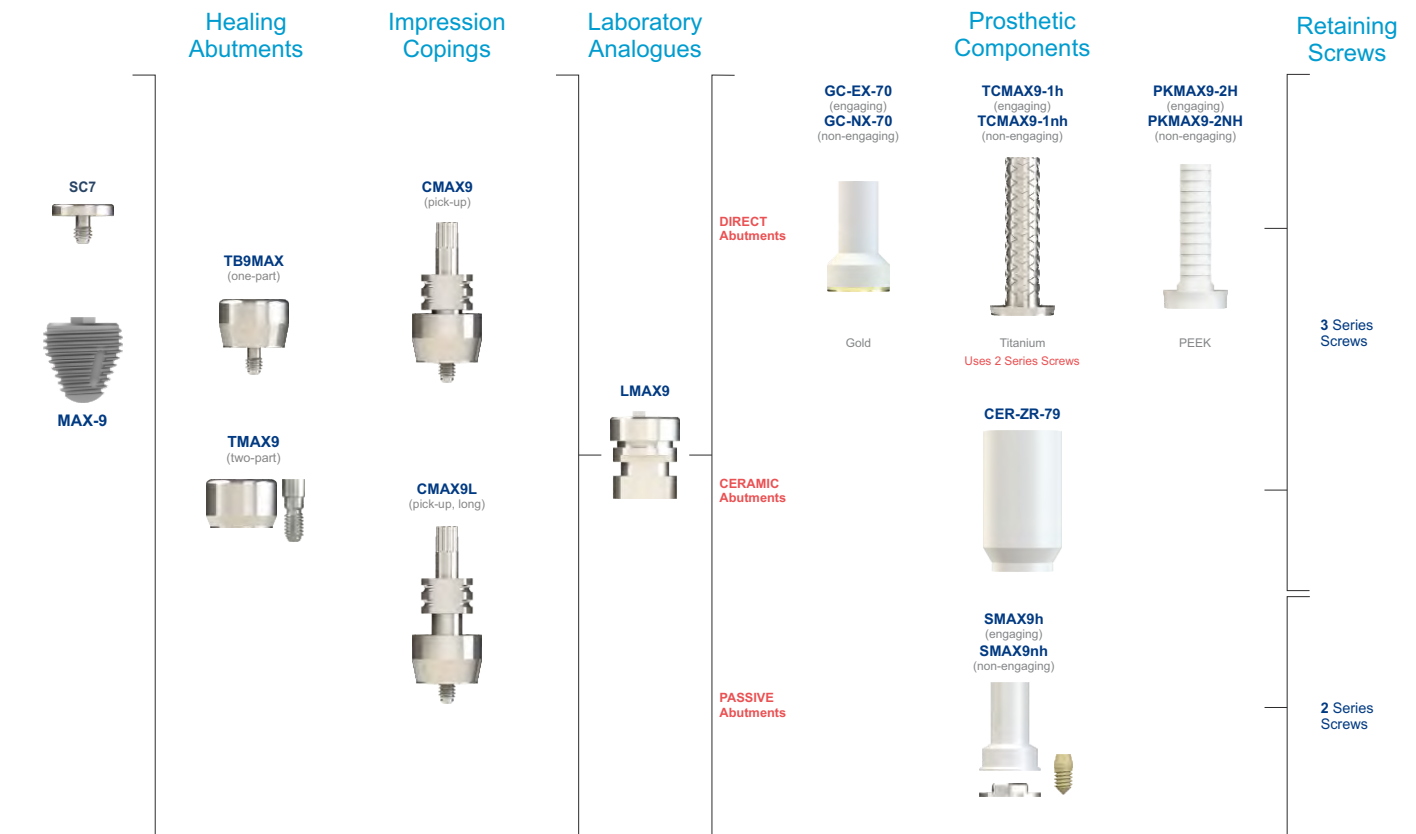 Healing
Abutments
Impression
Copings
Laboratory
Analogues
Prosthetic
Components
Retaining
Screws
SC7
MAX-9
TB9MAX
(one-part)
TMAX9
(two-part)
CMAX9
(pick-up)
CMAX9L
(pick-up, long)
LMAX9
DIRECT
Abutments
GC-EX-70
(engaging)
GC-NX-70
(non-engaging)
Gold
TCMAX9-1h
(engaging)
TCMAX9-1nh
(non-engaging)
Titanium
Uses 2 Series Screws
PKMAX9-2H
(engaging)
PKMAX9-2NH
(non-engaging)
PEEK
3 Series
Screws
CERAMIC
Abutments
CER-ZR-79
PASSIVE
Abutments
SMAX9h
(engaging)
SMAX9nh
(non-engaging)
2 Series
Screws